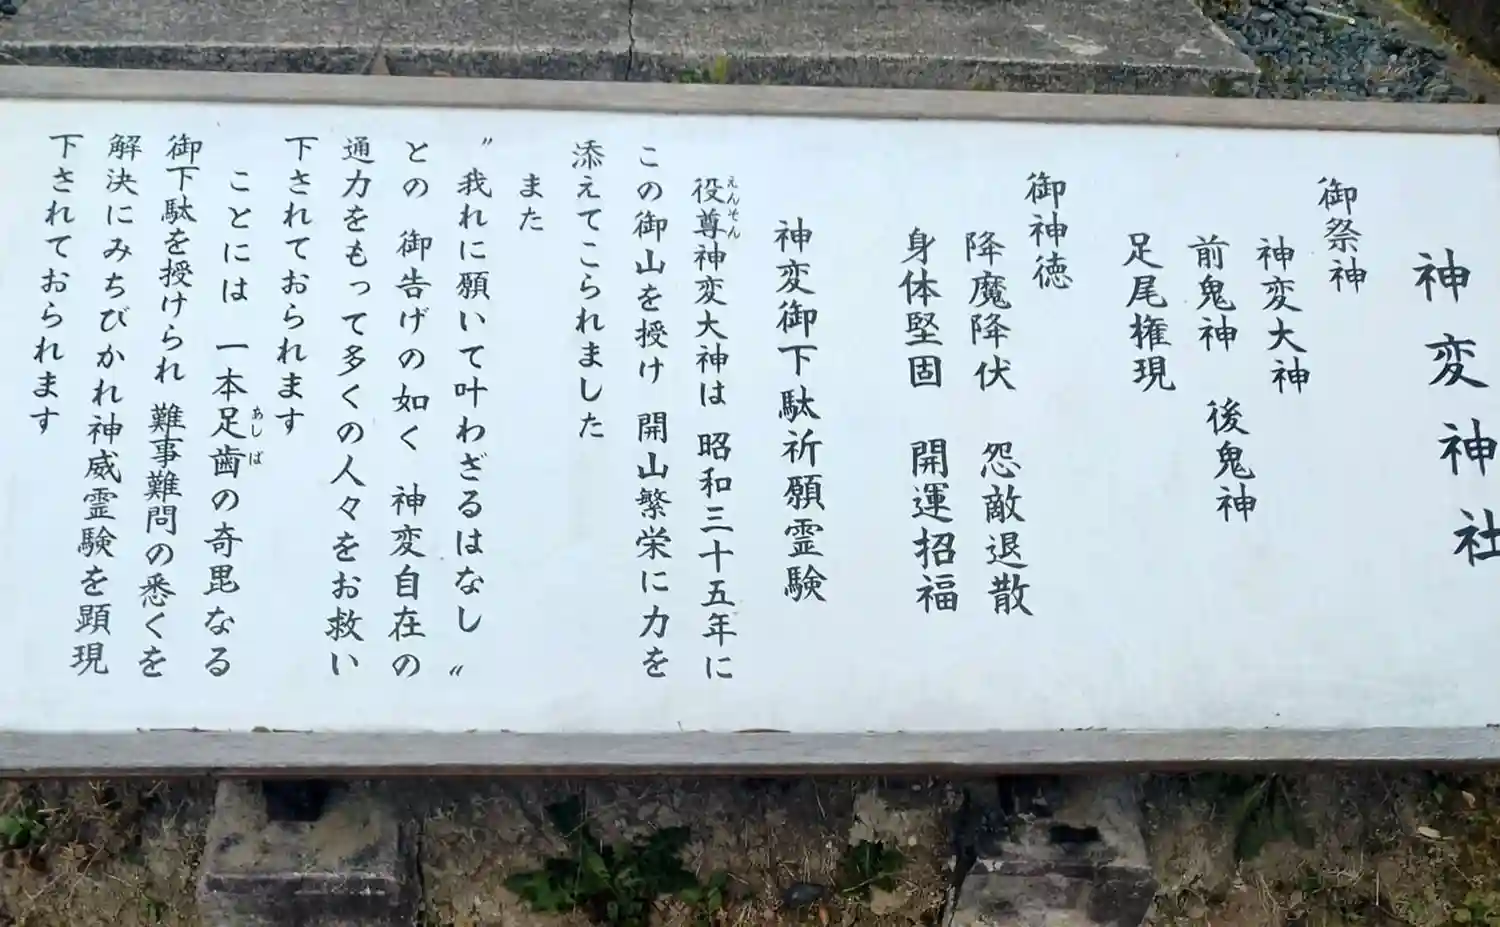 神変神社
御祭神
神変大神
前鬼神 後鬼神
足尾権現
御神徳
降魔降伏 怨敵退散
身体堅固 開運招福
神変御下駄祈願霊験
役尊神変大神は 昭和三十五年に
えんそん
この御山を授け 開山繁栄に力を
添えてこられました
また
〝我れに願いて叶わざるはなし〟
との 御告げの如く 神変自在の
通力をもって多くの人々をお救い
下されております
ことには 一本足歯の奇毘なる
あしば
御下駄を授けられ 難事難問の悉くを
解決にみちびかれ神威霊験を顕現
下されております